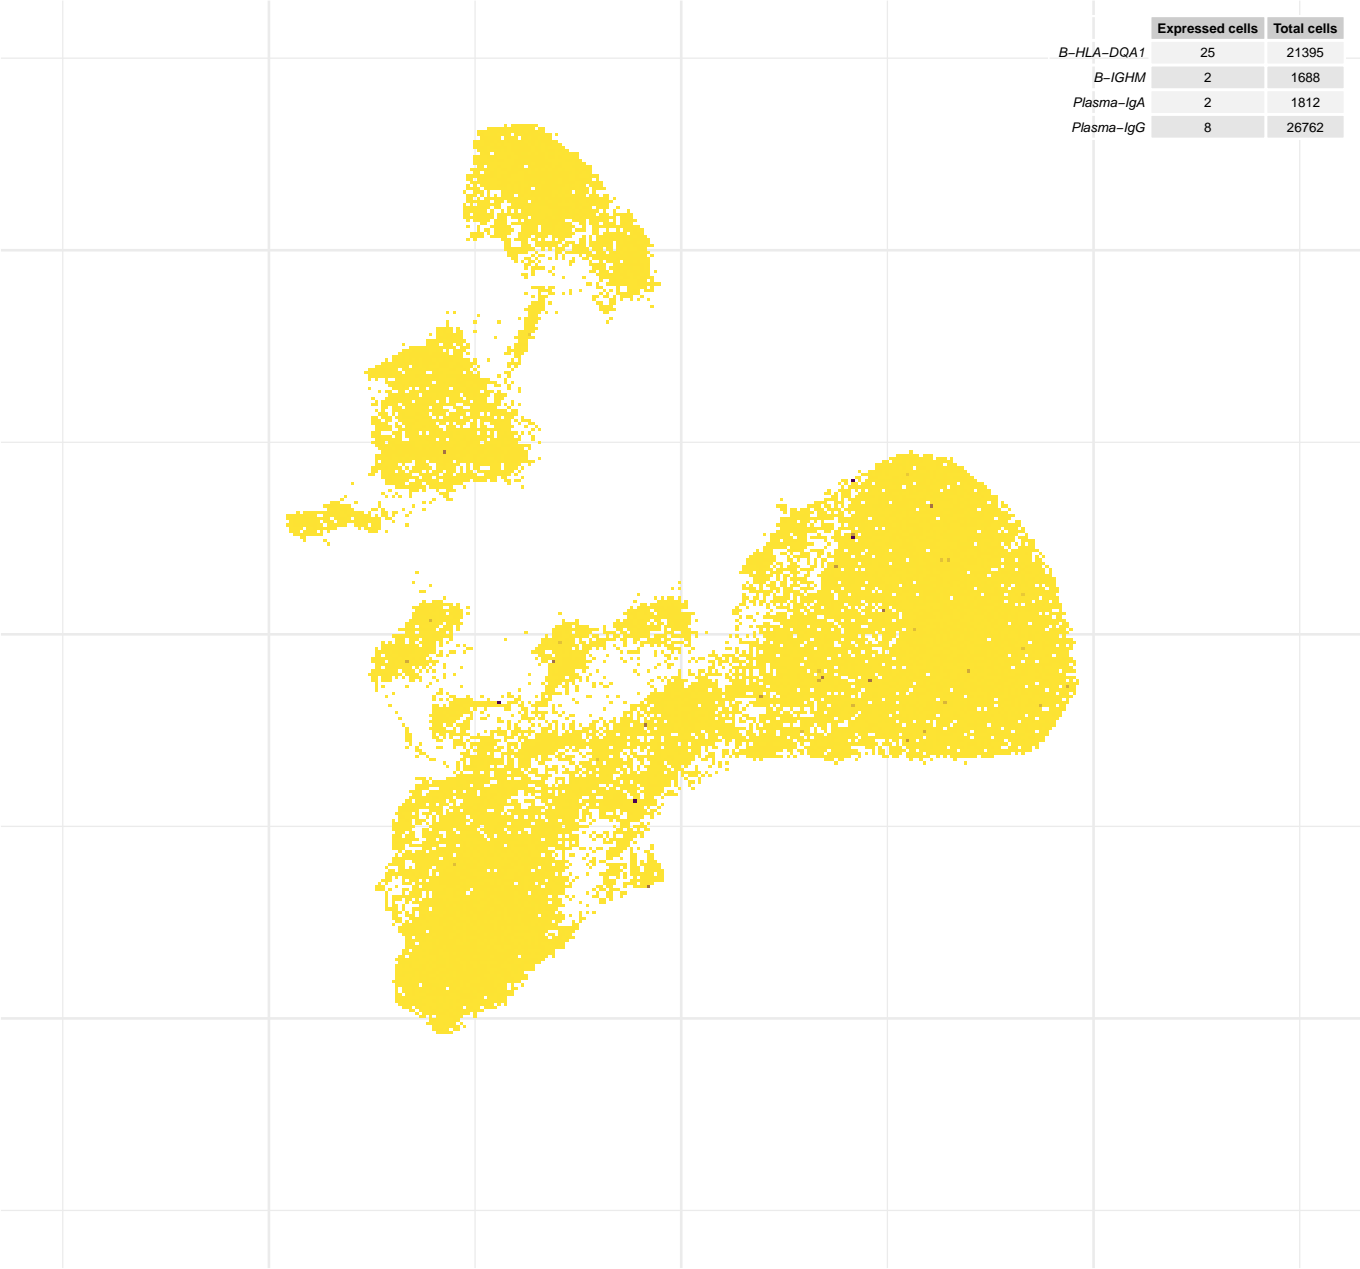 Expressed cells Total cells
B−HLA−DQA1 25 21395
B−IGHM 2 1688
Plasma−IgA 2 1812
Plasma−IgG 8 26762